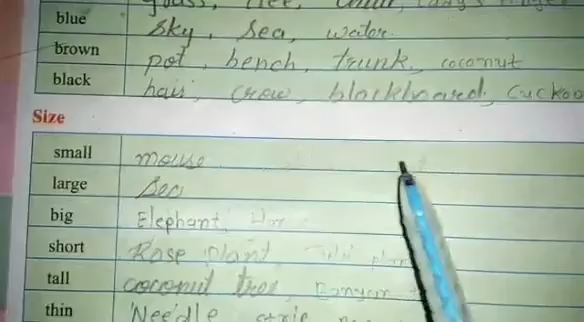 blue sky, sea, water
brown pot, bench, trunk, coconut
black hair, crow, blackboard, cuckoo
Size
small mouse
large sea
big Elephant,
short Rose plant,
tall coconut tree, Banyan
thin Needle